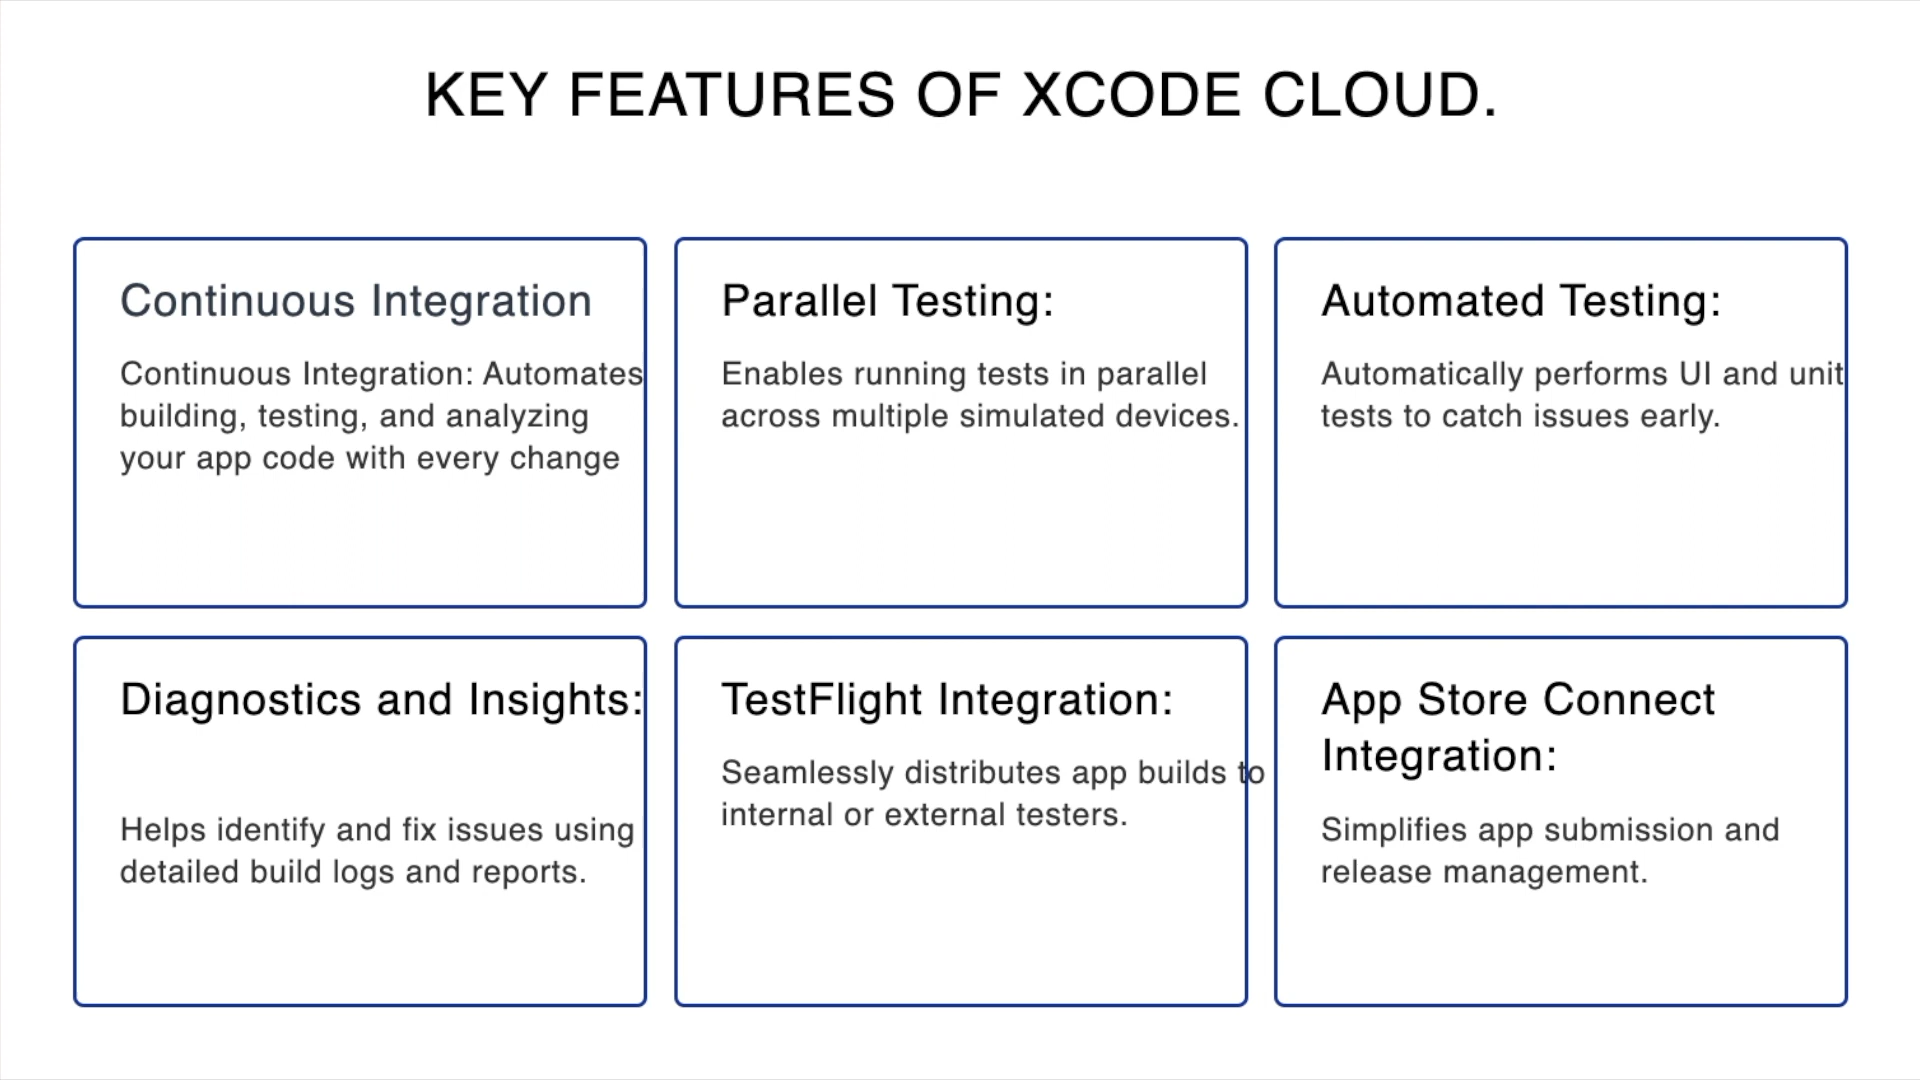 KEY FEATURES OF XCODE CLOUD.
Continuous Integration
Continuous Integration: Automates
building, testing, and analyzing
your app code with every change
Parallel Testing:
Enables running tests in parallel
across multiple simulated devices.
Automated Testing:
Automatically performs UI and unit
tests to catch issues early.
Diagnostics and Insights:
Helps identify and fix issues using
detailed build logs and reports.
TestFlight Integration:
Seamlessly distributes app builds to
internal or external testers.
App Store Connect
Integration:
Simplifies app submission and
release management.